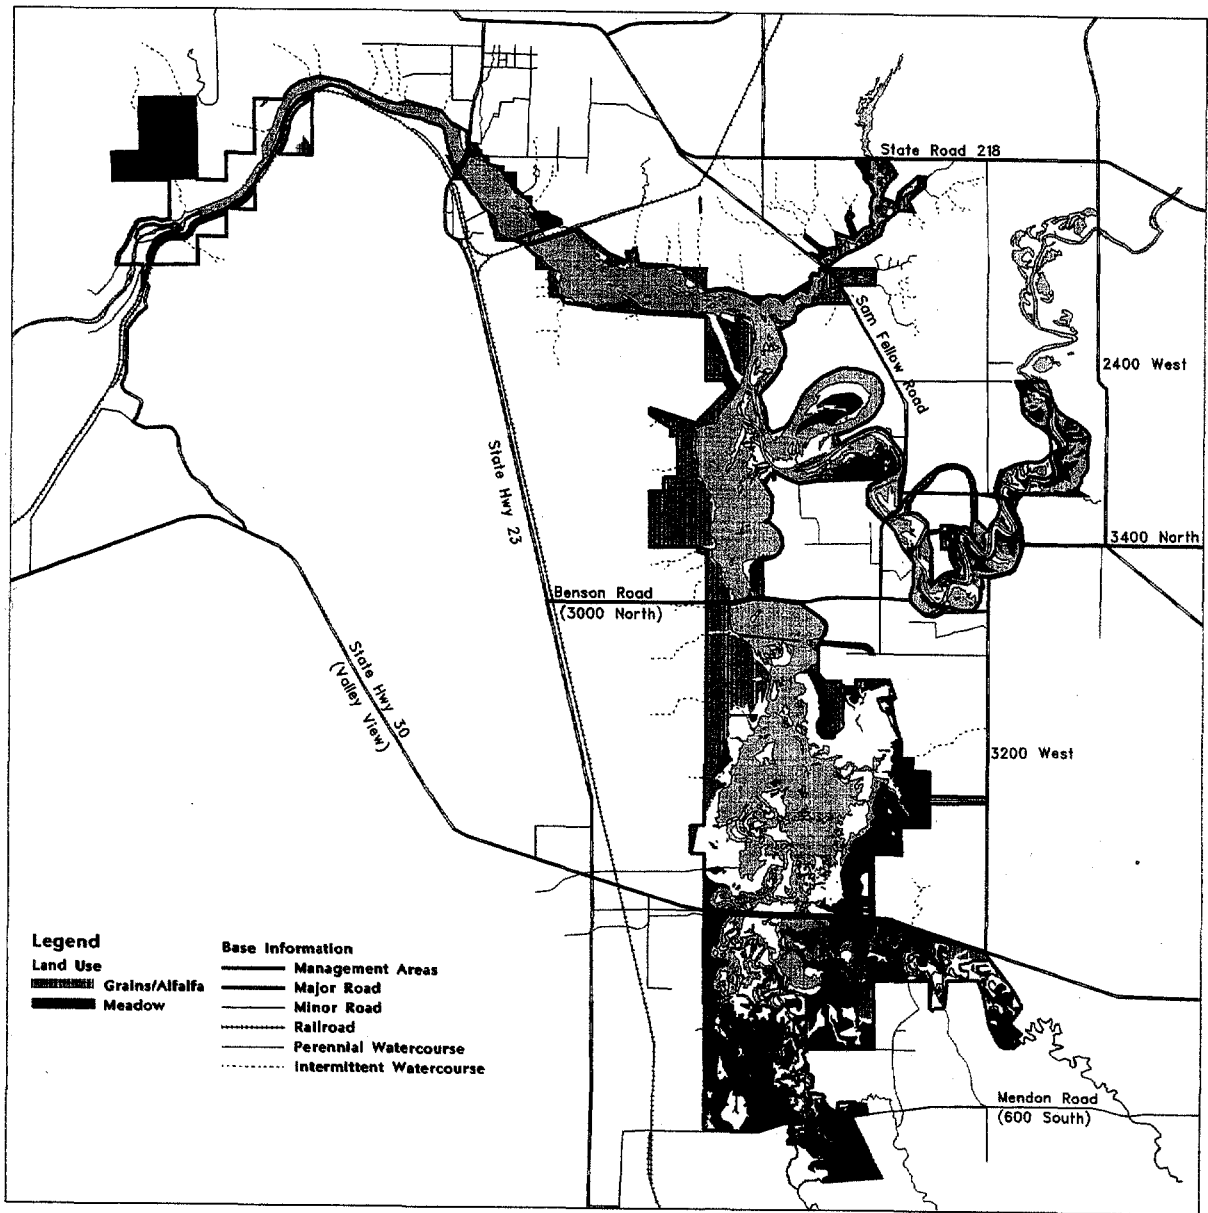 State Road 218
Sam Fellow Road
2400 West
State Hwy 23
3400 North
Benson Road
(3000 North)
State Hwy 30
(Valley View)
3200 West
Legend
Land Use
Grains/Alfalfa
Meadow
Base Information
Management Areas
Major Road
Minor Road
Railroad
Perennial Watercourse
Intermittent Watercourse
Mendon Road
(600 South)